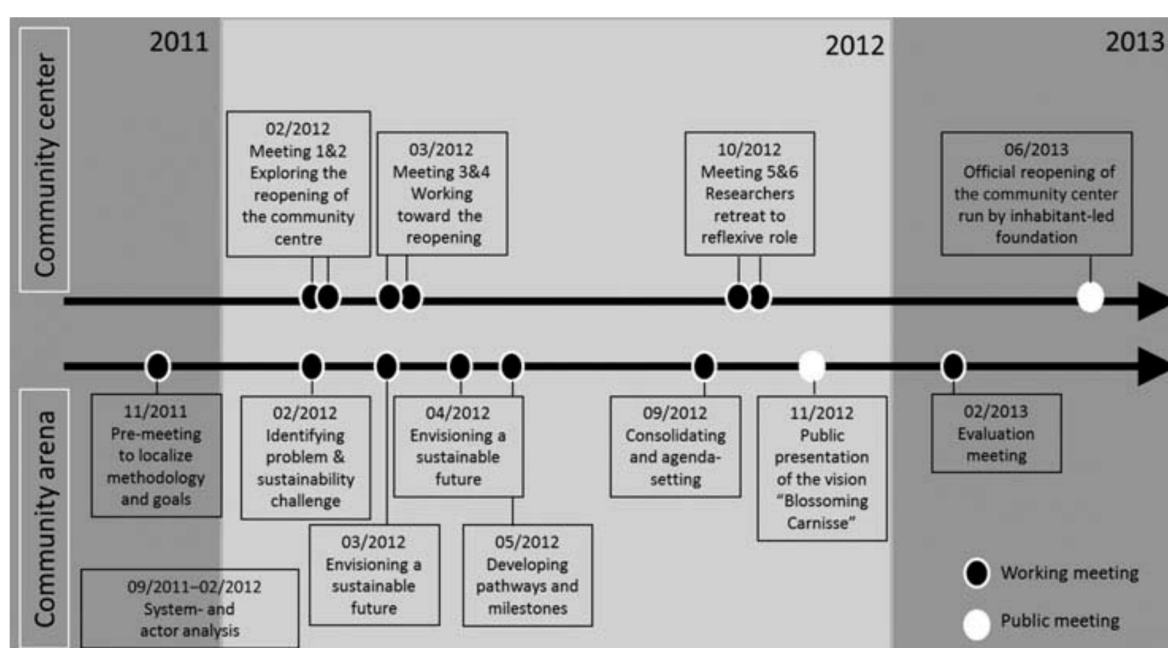 2011
2012
2013
Community center
02/2012
Meeting 1&2
Exploring the
reopening of
the community
centre
03/2012
Meeting 3&4
Working
toward the
reopening
10/2012
Meeting 5&6
Researchers
retreat to
reflexive role
06/2013
Official reopening of
the community center
run by inhabitant-led
foundation
Community arena
11/2011
Pre-meeting
to localize
methodology
and goals
02/2012
Identifying
problem &
sustainability
challenge
04/2012
Envisioning a
sustainable
future
09/2012
Consolidating
and agenda-
setting
11/2012
Public
presentation
of the vision
“Blossoming
Carnisse”
02/2013
Evaluation
meeting
09/2011–02/2012
System- and
actor analysis
03/2012
Envisioning a
sustainable
future
05/2012
Developing
pathways and
milestones
Working meeting
Public meeting